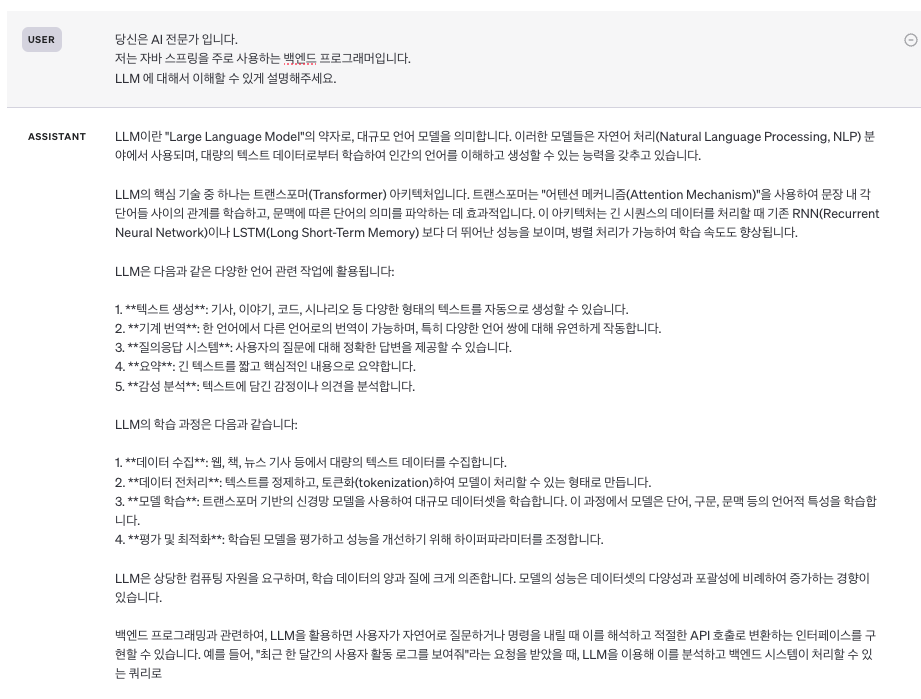 USER
당신은 AI 전문가 입니다.
저는 자바 스프링을 주로 사용하는 백엔드 프로그래머입니다.
LLM 에 대해서 이해할 수 있게 설명해주세요.
ASSISTANT
LLM이란 "Large Language Model"의 약자로, 대규모 언어 모델을 의미합니다. 이러한 모델들은 자연어 처리(Natural Language Processing, NLP) 분
야에서 사용되며, 대량의 텍스트 데이터로부터 학습하여 인간의 언어를 이해하고 생성할 수 있는 능력을 갖추고 있습니다.
LLM의 핵심 기술 중 하나는 트랜스포머(Transformer) 아키텍처입니다. 트랜스포머는 "어텐션 메커니즘(Attention Mechanism)"을 사용하여 문장 내 각
단어들 사이의 관계를 학습하고, 문맥에 따른 단어의 의미를 파악하는 데 효과적입니다. 이 아키텍처는 긴 시퀀스의 데이터를 처리할 때 기존 RNN(Recurrent
Neural Network)이나 LSTM(Long Short-Term Memory) 보다 더 뛰어난 성능을 보이며, 병렬 처리가 가능하여 학습 속도도 향상됩니다.
LLM은 다음과 같은 다양한 언어 관련 작업에 활용됩니다:
1. **텍스트 생성**: 기사, 이야기, 코드, 시나리오 등 다양한 형태의 텍스트를 자동으로 생성할 수 있습니다.
2. **기계 번역**: 한 언어에서 다른 언어로의 번역이 가능하며, 특히 다양한 언어 쌍에 대해 유연하게 작동합니다.
3. **질의응답 시스템**: 사용자의 질문에 대해 정확한 답변을 제공할 수 있습니다.
4. **요약**: 긴 텍스트를 짧고 핵심적인 내용으로 요약합니다.
5. **감성 분석**: 텍스트에 담긴 감정이나 의견을 분석합니다.
LLM의 학습 과정은 다음과 같습니다:
1. **데이터 수집**: 웹, 책, 뉴스 기사 등에서 대량의 텍스트 데이터를 수집합니다.
2. **데이터 전처리**: 텍스트를 정제하고, 토큰화(tokenization)하여 모델이 처리할 수 있는 형태로 만듭니다.
3. **모델 학습**: 트랜스포머 기반의 신경망 모델을 사용하여 대규모 데이터셋을 학습합니다. 이 과정에서 모델은 단어, 구문, 문맥 등의 언어적 특성을 학습합
니다.
4. **평가 및 최적화**: 학습된 모델을 평가하고 성능을 개선하기 위해 하이퍼파라미터를 조정합니다.
LLM은 상당한 컴퓨팅 자원을 요구하며, 학습 데이터의 양과 질에 크게 의존합니다. 모델의 성능은 데이터셋의 다양성과 포괄성에 비례하여 증가하는 경향이
있습니다.
백엔드 프로그래밍과 관련하여, LLM을 활용하면 사용자가 자연어로 질문하거나 명령을 내릴 때 이를 해석하고 적절한 API 호출로 변환하는 인터페이스를 구
현할 수 있습니다. 예를 들어, "최근 한 달간의 사용자 활동 로그를 보여줘"라는 요청을 받았을 때, LLM을 이용해 이를 분석하고 백엔드 시스템이 처리할 수 있
는 쿼리로